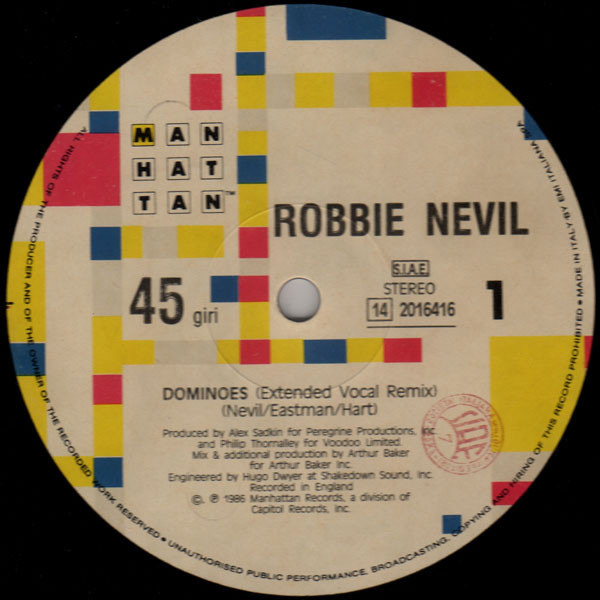 MAN
HAT
TAN™
ROBBIE NEVIL
45 giri
S.I.A.E.
STEREO
14 2016416
1
DOMINOES (Extended Vocal Remix)
(Nevil/Eastman/Hart)
Produced by Alex Sadkin for Peregrine Productions, Inc.
and Philip Thornalley for Voodoo Limited.
Mix & additional production by Arthur Baker
for Arthur Baker Inc.
Engineered by Hugo Dwyer at Shakedown Sound, Inc.
Recorded in England
©. ℗ 1986 Manhattan Records, a division of
Capitol Records, Inc.
SIAE
ALL RIGHTS OF THE PRODUCER AND OF THE OWNER OF THE RECORDED WORK RESERVED • UNAUTHORISED PUBLIC PERFORMANCE, BROADCASTING, COPYING AND HIRING OF THIS RECORD PROHIBITED • MADE IN ITALY BY EMI ITALIANA SPA